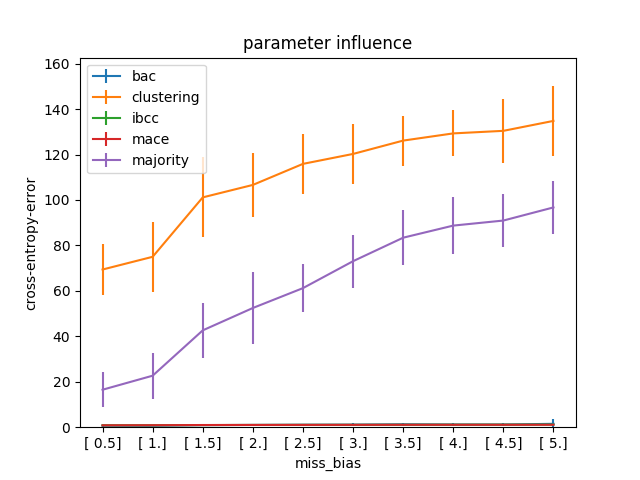 parameter influence
160
140
120
100
80
60
40
20
0
cross-entropy-error
bac
clustering
ibcc
mace
majority
[ 0.5] [ 1.] [ 1.5] [ 2.] [ 2.5] [ 3.] [ 3.5] [ 4.] [ 4.5] [ 5.]
miss_bias